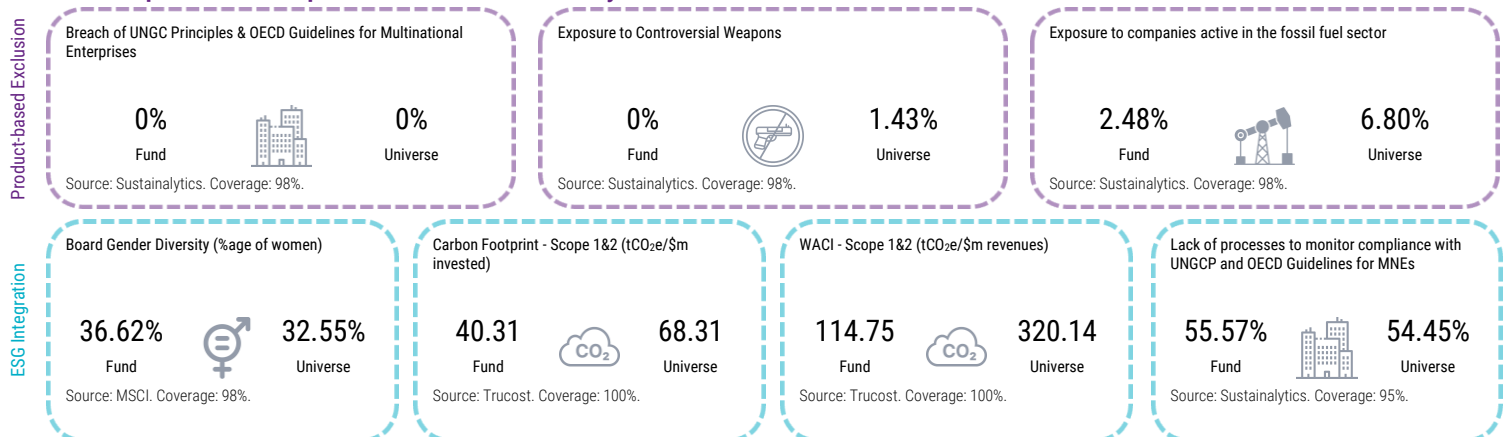 Product-based Exclusion
Breach of UNGC Principles & OECD Guidelines for Multinational
Enterprises
0%
Fund
0%
Universe
Source: Sustainalytics. Coverage: 98%.
Exposure to Controversial Weapons
0%
Fund
1.43%
Universe
Source: Sustainalytics. Coverage: 98%.
Exposure to companies active in the fossil fuel sector
2.48%
Fund
6.80%
Universe
Source: Sustainalytics. Coverage: 98%.
ESG Integration
Board Gender Diversity (%age of women)
36.62%
Fund
32.55%
Universe
Source: MSCI. Coverage: 98%.
Carbon Footprint - Scope 1&2 (tCO₂e/$m
invested)
40.31
Fund
CO₂
68.31
Universe
Source: Trucost. Coverage: 100%.
WACI - Scope 1&2 (tCO₂e/$m revenues)
114.75
Fund
CO₂
320.14
Universe
Source: Trucost. Coverage: 100%.
Lack of processes to monitor compliance with
UNGCP and OECD Guidelines for MNEs
55.57%
Fund
54.45%
Universe
Source: Sustainalytics. Coverage: 95%.